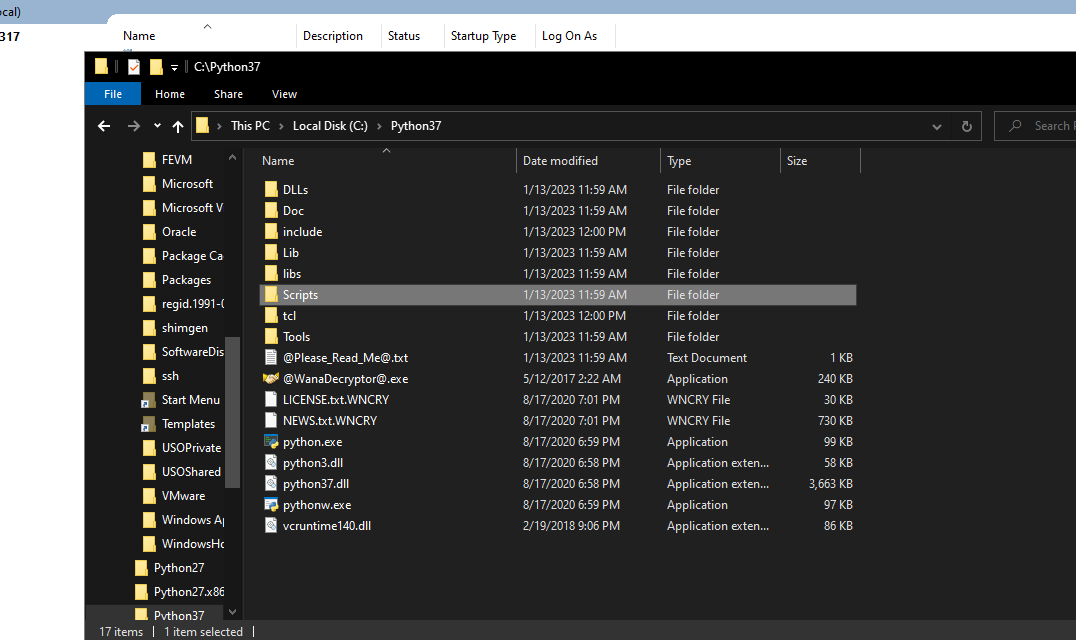 ocal)
317
Name Description Status Startup Type Log On As
C:\Python37
File Home Share View
This PC Local Disk (C:) Python37 Search
Name Date modified Type Size
FEVM
Microsoft
Microsoft V
Oracle
Package Ca
Packages
regid.1991-0
shimgen
SoftwareDis
ssh
Start Menu
Templates
USOPrivate
USOShared
VMware
Windows Ap
WindowsHo
Python27
Python27.x86
Python37
DLLs 1/13/2023 11:59 AM File folder
Doc 1/13/2023 11:59 AM File folder
include 1/13/2023 12:00 PM File folder
Lib 1/13/2023 11:59 AM File folder
libs 1/13/2023 11:59 AM File folder
Scripts 1/13/2023 11:59 AM File folder
tcl 1/13/2023 12:00 PM File folder
Tools 1/13/2023 11:59 AM File folder
@Please_Read_Me@.txt 1/13/2023 11:59 AM Text Document 1 KB
@WanaDecryptor@.exe 5/12/2017 2:22 AM Application 240 KB
LICENSE.txt.WNCRY 8/17/2020 7:01 PM WNCRY File 30 KB
NEWS.txt.WNCRY 8/17/2020 7:01 PM WNCRY File 730 KB
python.exe 8/17/2020 6:59 PM Application 99 KB
python3.dll 8/17/2020 6:58 PM Application exten... 58 KB
python37.dll 8/17/2020 6:58 PM Application exten... 3,663 KB
pythonw.exe 8/17/2020 6:59 PM Application 97 KB
vcruntime140.dll 2/19/2018 9:06 PM Application exten... 86 KB
17 items 1 item selected